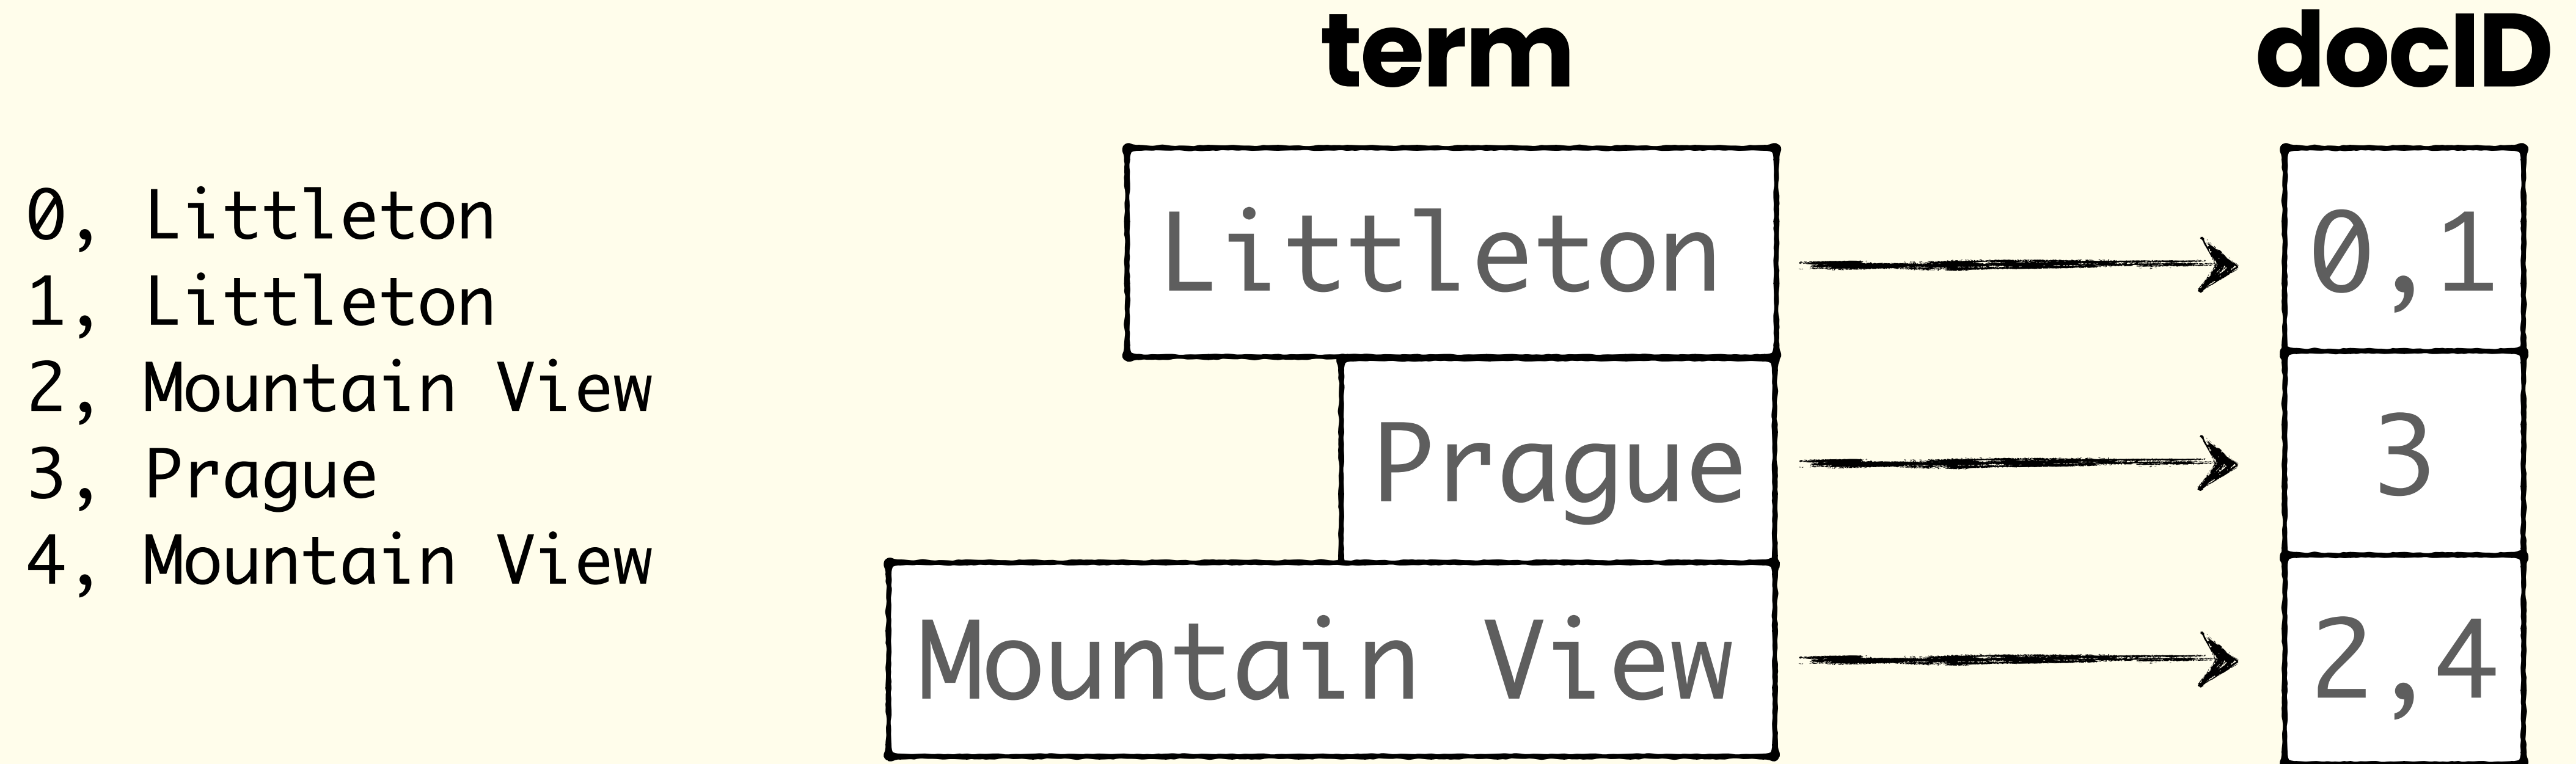 term docID
0, Littleton
1, Littleton
2, Mountain View
3, Prague
4, Mountain View
Littleton 0,1
Prague 3
Mountain View 2,4